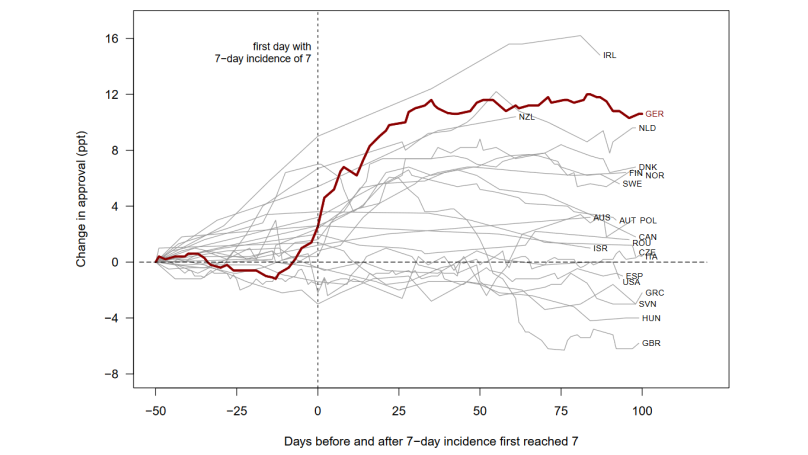 16
12
8
4
0
−4
−8
Change in approval (ppt)
first day with
7−day incidence of 7
IRL
GER
NZL
NLD
DNK
FIN NOR
SWE
AUS AUT POL
CAN
ROU
ISR
CZE
ITA
ESP
USA
GRC
SVN
HUN
GBR
−50 −25 0 25 50 75 100
Days before and after 7−day incidence first reached 7